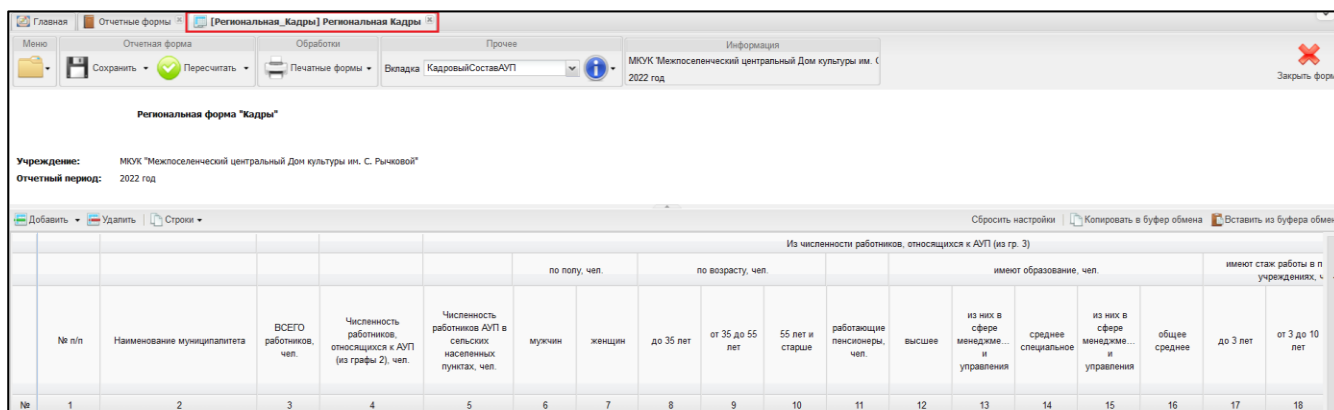 Главная Отчетные формы [Региональная_Кадры] Региональная Кадры
Меню Отчетная форма Обработки Прочее Информация
Сохранить Пересчитать Печатные формы Вкладка КадровыйСоставАУП
МКУК "Межпоселенческий центральный Дом культуры им. С
2022 год
Закрыть форм
Региональная форма "Кадры"
Учреждение: МКУК "Межпоселенческий центральный Дом культуры им. С. Рычковой"
Отчетный период: 2022 год
Добавить Удалить Строки Сбросить настройки Копировать в буфер обмена Вставить из буфера обмен
Из численности работников, относящихся к АУП (из гр. 3)
по полу, чел. по возрасту, чел. имеют образование, чел. имеют стаж работы в п
учреждениях, ч
№ п/п
Наименование муниципалитета
ВСЕГО
работников,
чел.
Численность
работников,
относящихся к АУП
(из графы 2), чел.
Численность
работников АУП в
сельских
населенных
пунктах, чел.
мужчин
женщин
до 35 лет
от 35 до 55
лет
55 лет и
старше
работающие
пенсионеры,
чел.
высшее
из них в
сфере
менеджме...
и
управления
среднее
специальное
из них в
сфере
менеджме...
и
управления
общее
среднее
до 3 лет
от 3 до 10
лет
№ 1 2 3 4 5 6 7 8 9 10 11 12 13 14 15 16 17 18